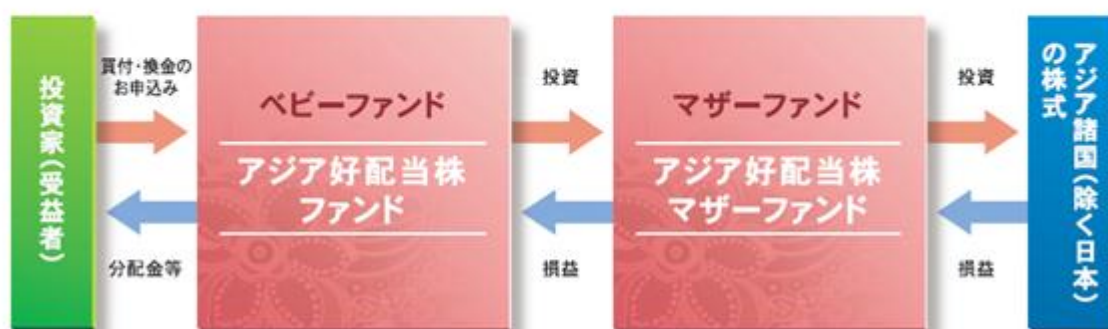 投資家(受益者)
買付・換金の
お申込み
分配金等
ベビーファンド
アジア好配当株
ファンド
投資
損益
マザーファンド
アジア好配当株
マザーファンド
投資
損益
アジア諸国(除く日本)
の株式